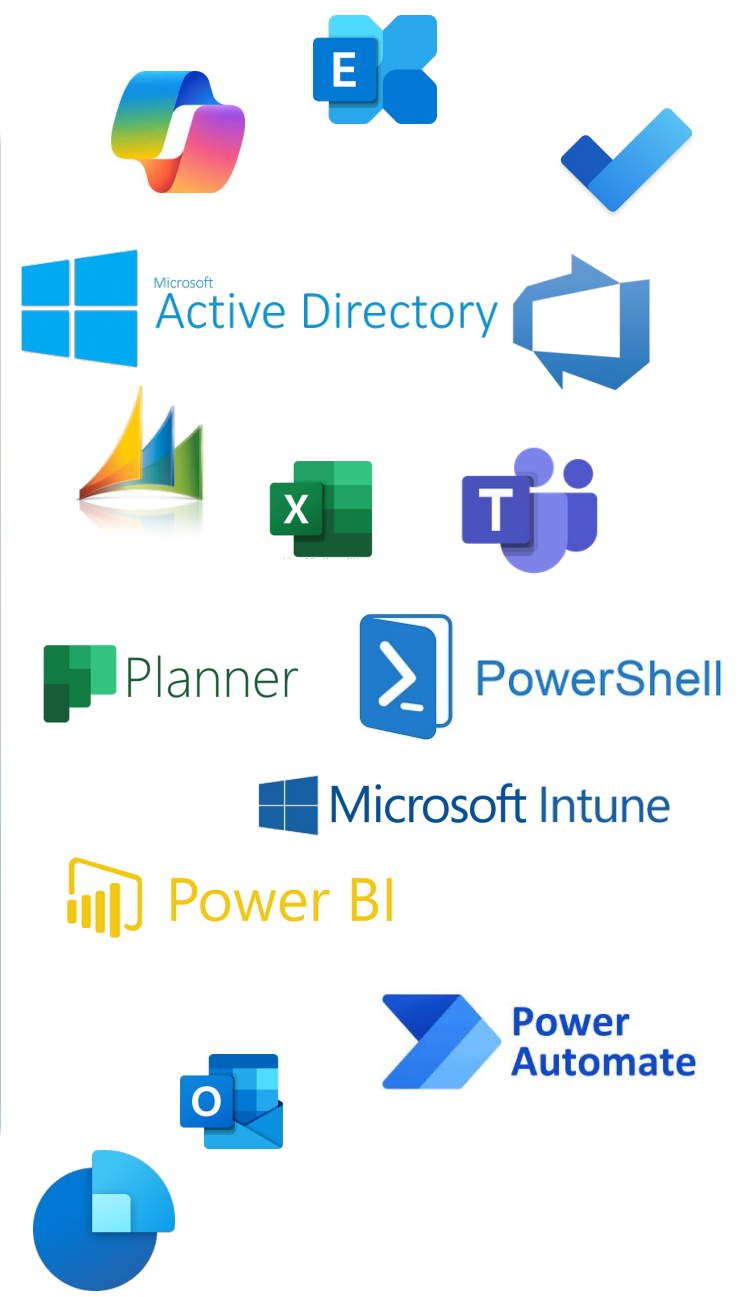 E
Microsoft
Active Directory
X
T
Planner
PowerShell
Microsoft Intune
Power BI
Power
Automate
O